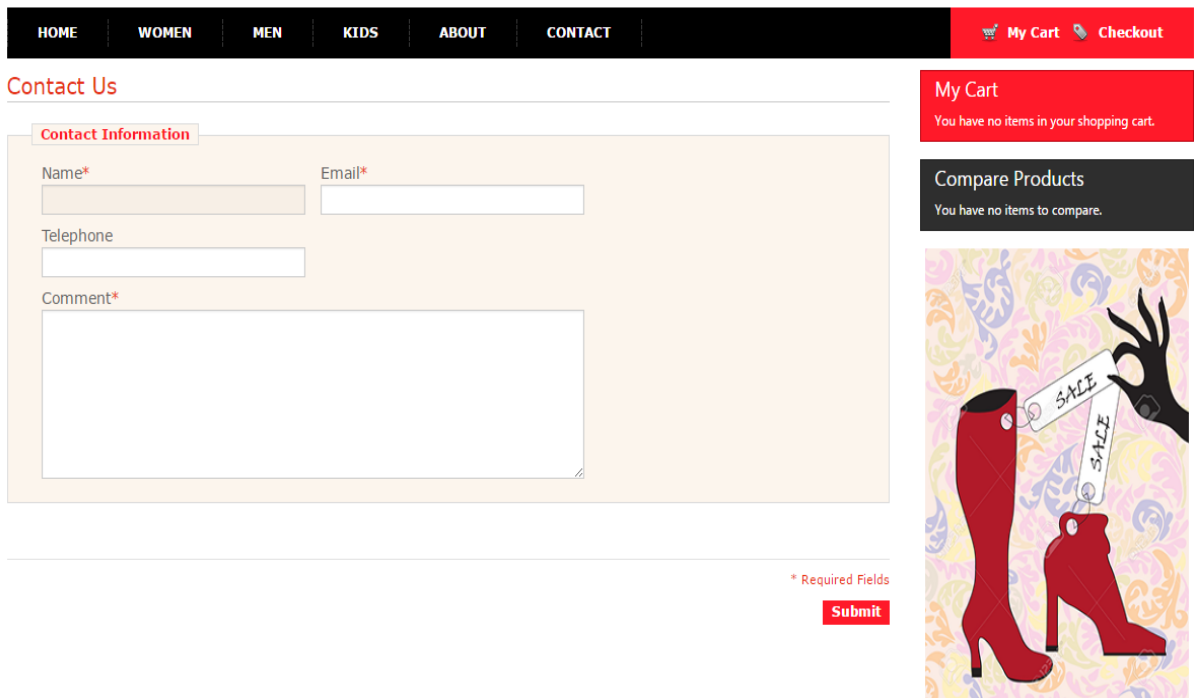 HOME WOMEN MEN KIDS ABOUT CONTACT My Cart Checkout
Contact Us
Contact Information
Name* Email*
Telephone
Comment*
* Required Fields
Submit
My Cart
You have no items in your shopping cart.
Compare Products
You have no items to compare.
SALE
SALE